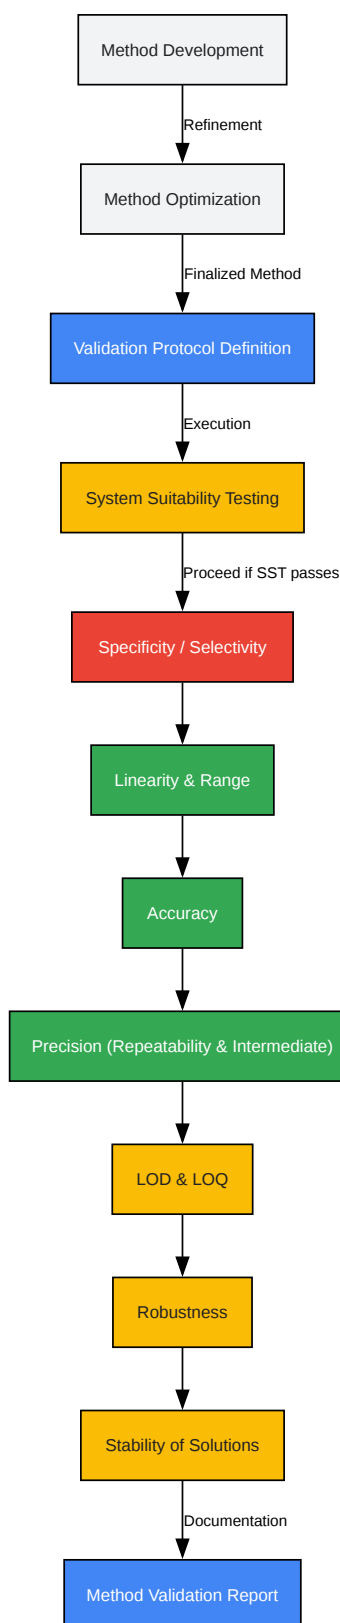 Method Development
Refinement
Method Optimization
Finalized Method
Validation Protocol Definition
Execution
System Suitability Testing
Proceed if SST passes
Specificity / Selectivity
Linearity & Range
Accuracy
Precision (Repeatability & Intermediate)
LOD & LOQ
Robustness
Stability of Solutions
Documentation
Method Validation Report